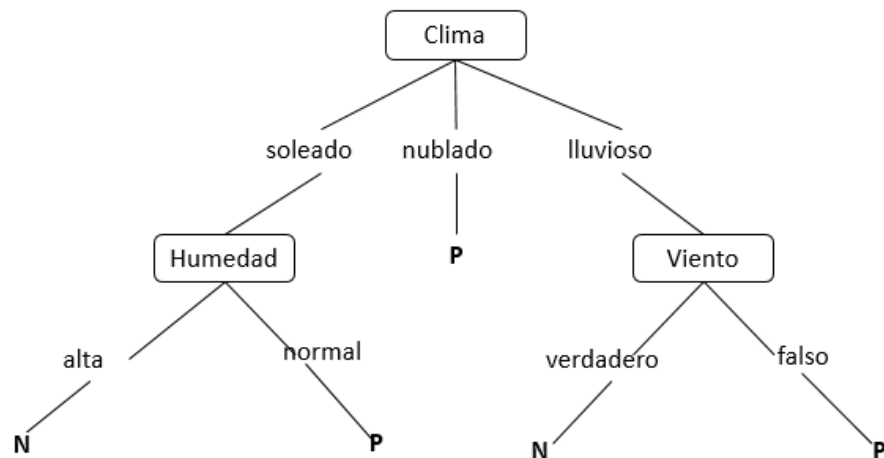 Clima
soleado nublado lluvioso
Humedad P Viento
alta normal verdadero falso
N P N P